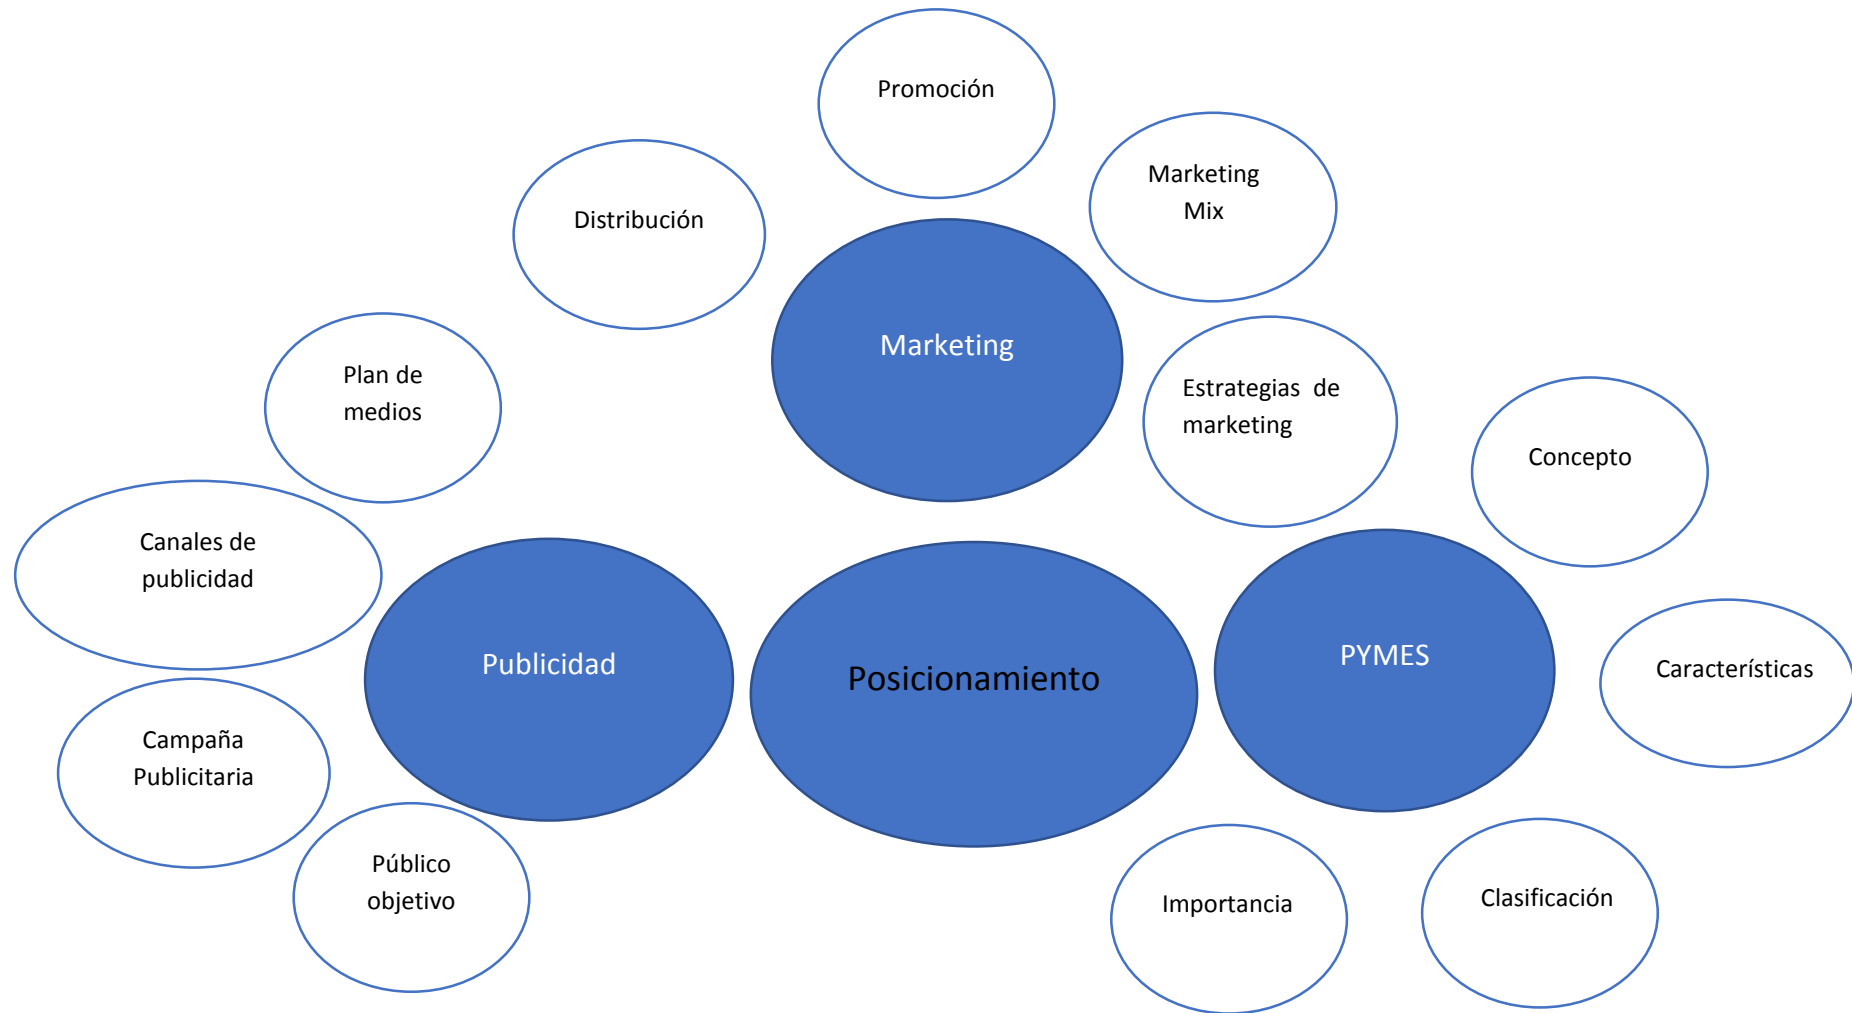 Promoción
Marketing
Mix
Distribución
Marketing
Plan de
medios
Estrategias de
marketing
Concepto
Canales de
publicidad
Publicidad
Posicionamiento
PYMES
Características
Campaña
Publicitaria
Público
objetivo
Importancia
Clasificación